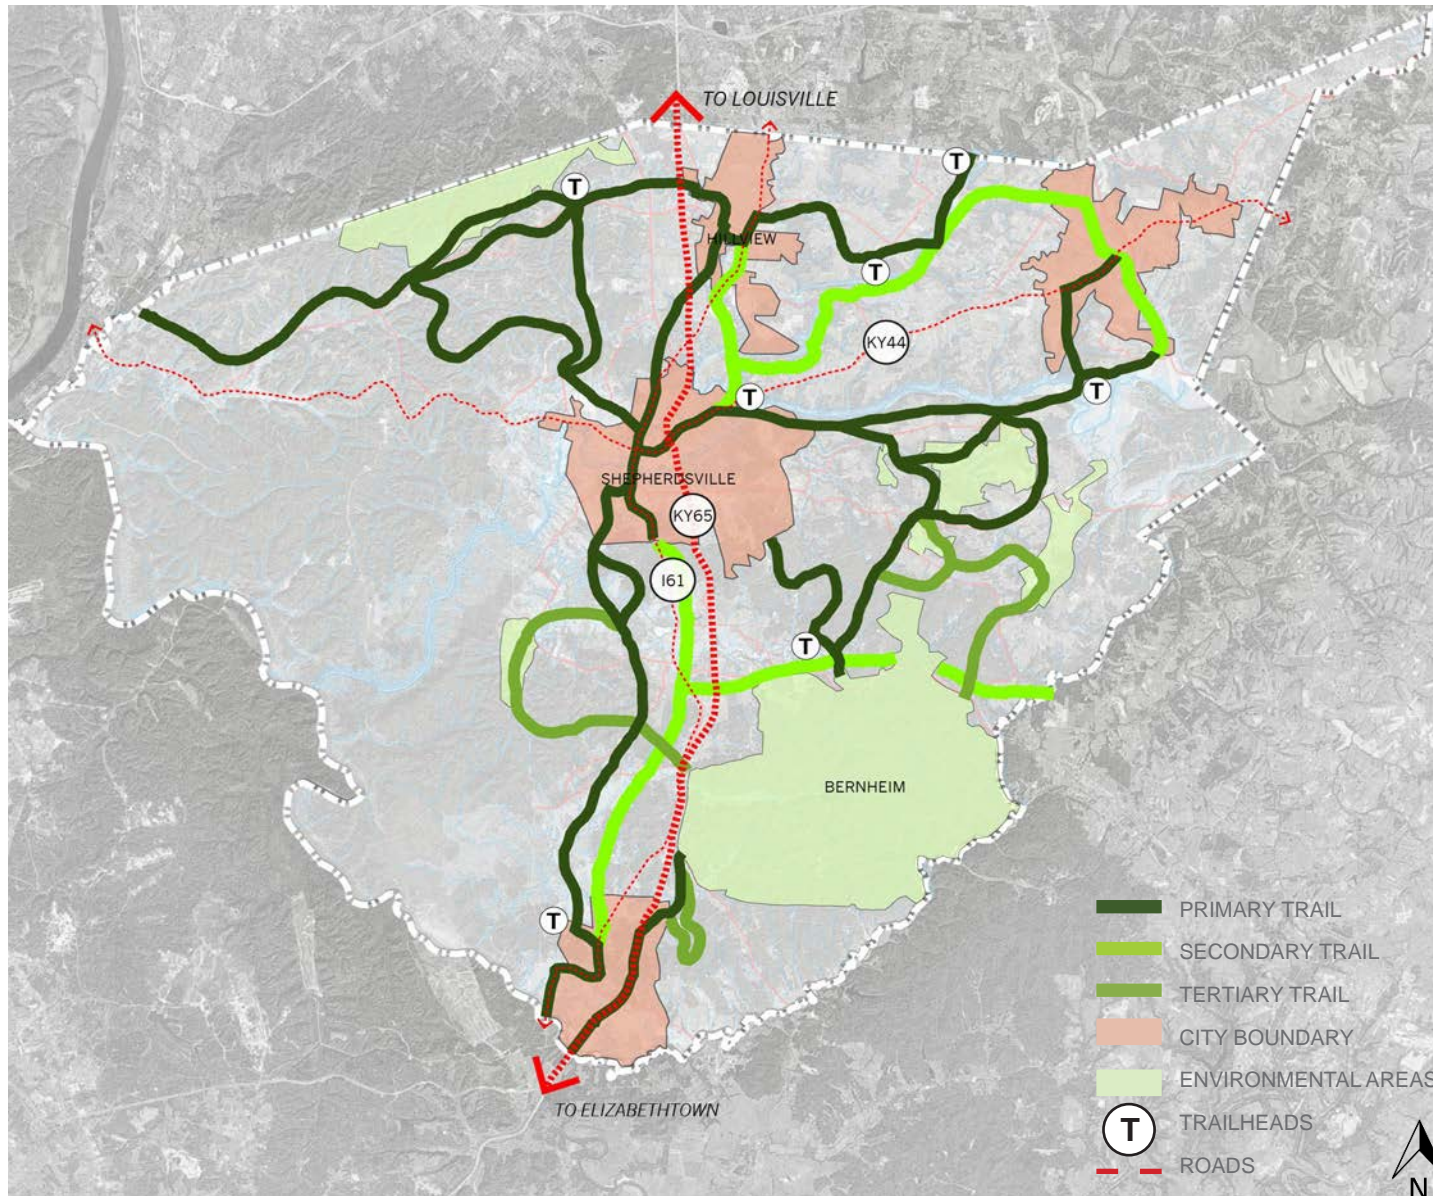 TO LOUISVILLE
T
T
HILLVIEW
T
KY44
T
T
SHEPHERDSVILLE
KY65
I61
T
BERNHEIM
T
PRIMARY TRAIL
SECONDARY TRAIL
TERTIARY TRAIL
CITY BOUNDARY
ENVIRONMENTAL AREAS
T TRAILHEADS
ROADS
TO ELIZABETHTOWN
N